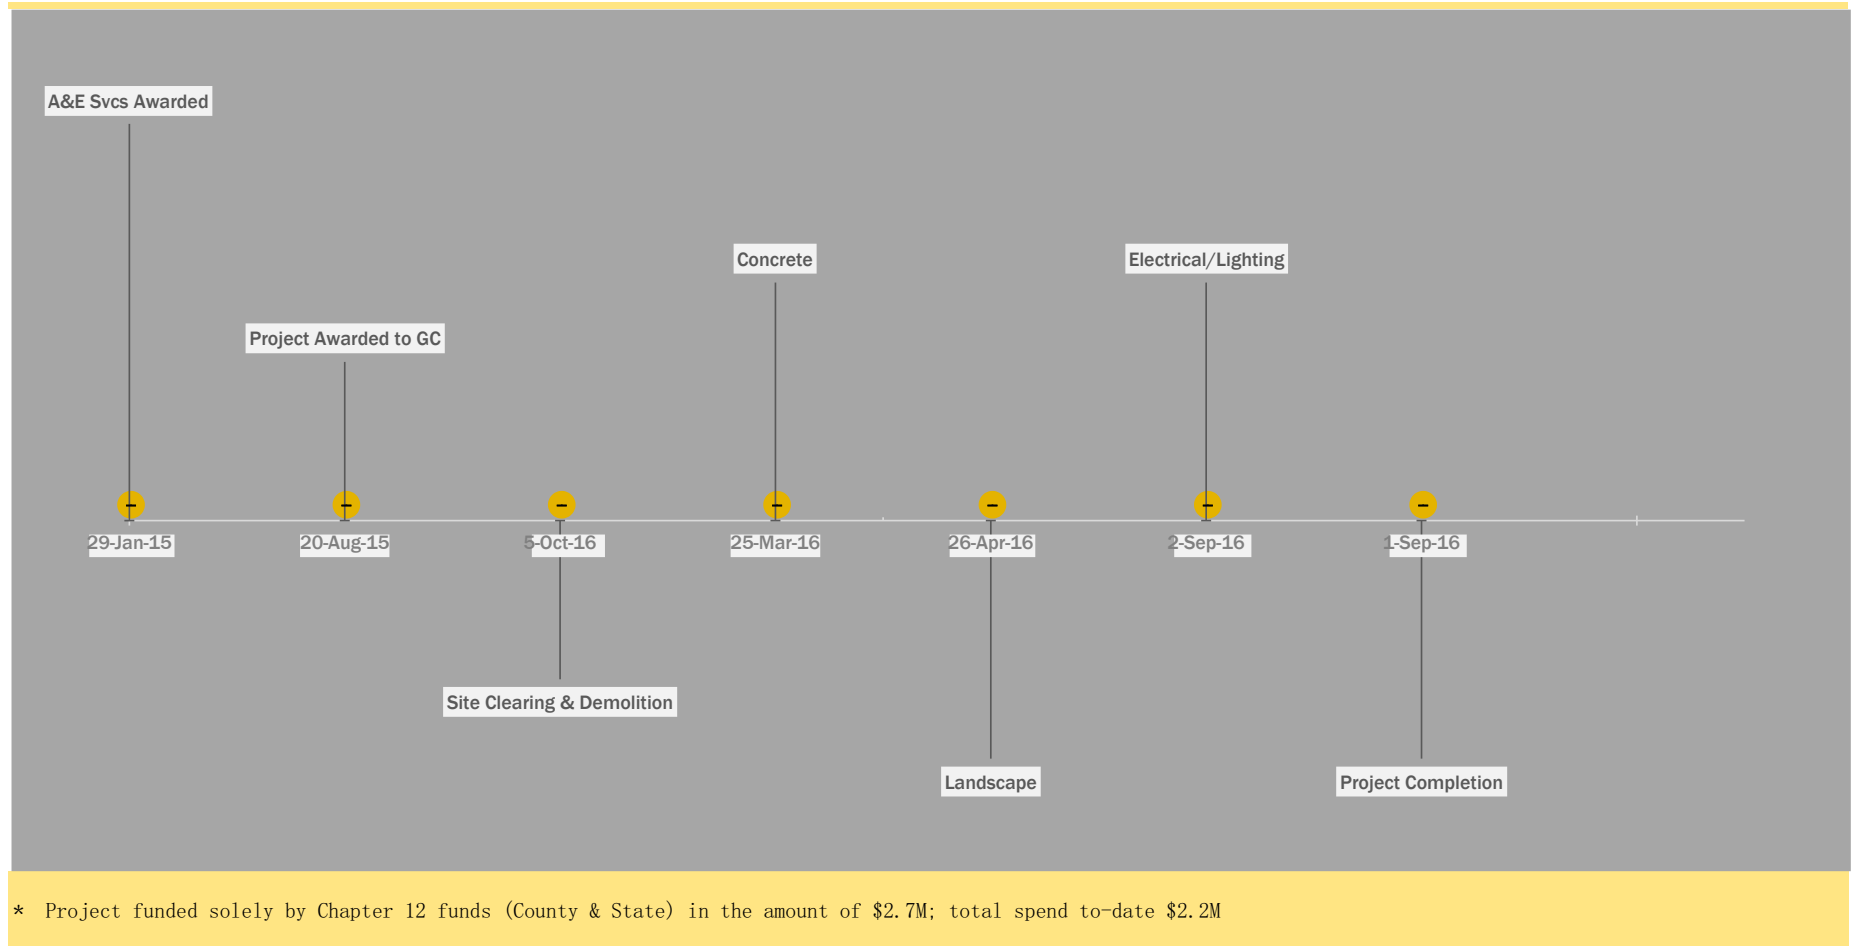 A&E Svcs Awarded
Concrete
Electrical/Lighting
Project Awarded to GC
29-Jan-15
20-Aug-15
5-Oct-16
25-Mar-16
26-Apr-16
2-Sep-16
1-Sep-16
Site Clearing & Demolition
Landscape
Project Completion
* Project funded solely by Chapter 12 funds (County & State) in the amount of $2.7M; total spend to-date $2.2M